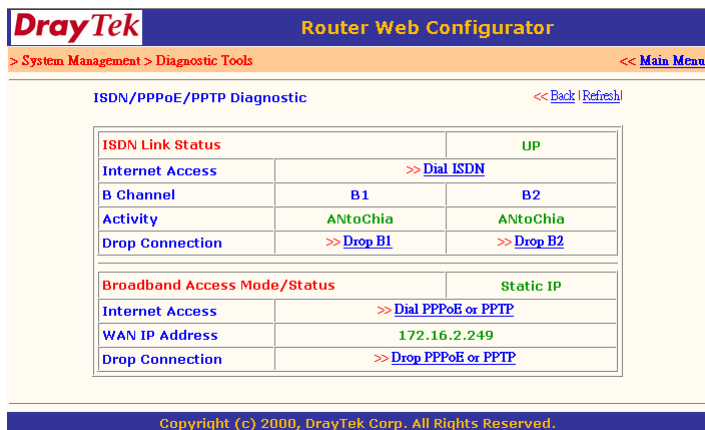 DrayTek Router Web Configurator
> System Management > Diagnostic Tools << Main Menu
ISDN/PPPoE/PPTP Diagnostic << Back | Refresh|
ISDN Link Status UP
Internet Access >> Dial ISDN
B Channel B1 B2
Activity ANtoChia ANtoChia
Drop Connection >> Drop B1 >> Drop B2
Broadband Access Mode/Status Static IP
Internet Access >> Dial PPPoE or PPTP
WAN IP Address 172.16.2.249
Drop Connection >> Drop PPPoE or PPTP
Copyright (c) 2000, DrayTek Corp. All Rights Reserved.